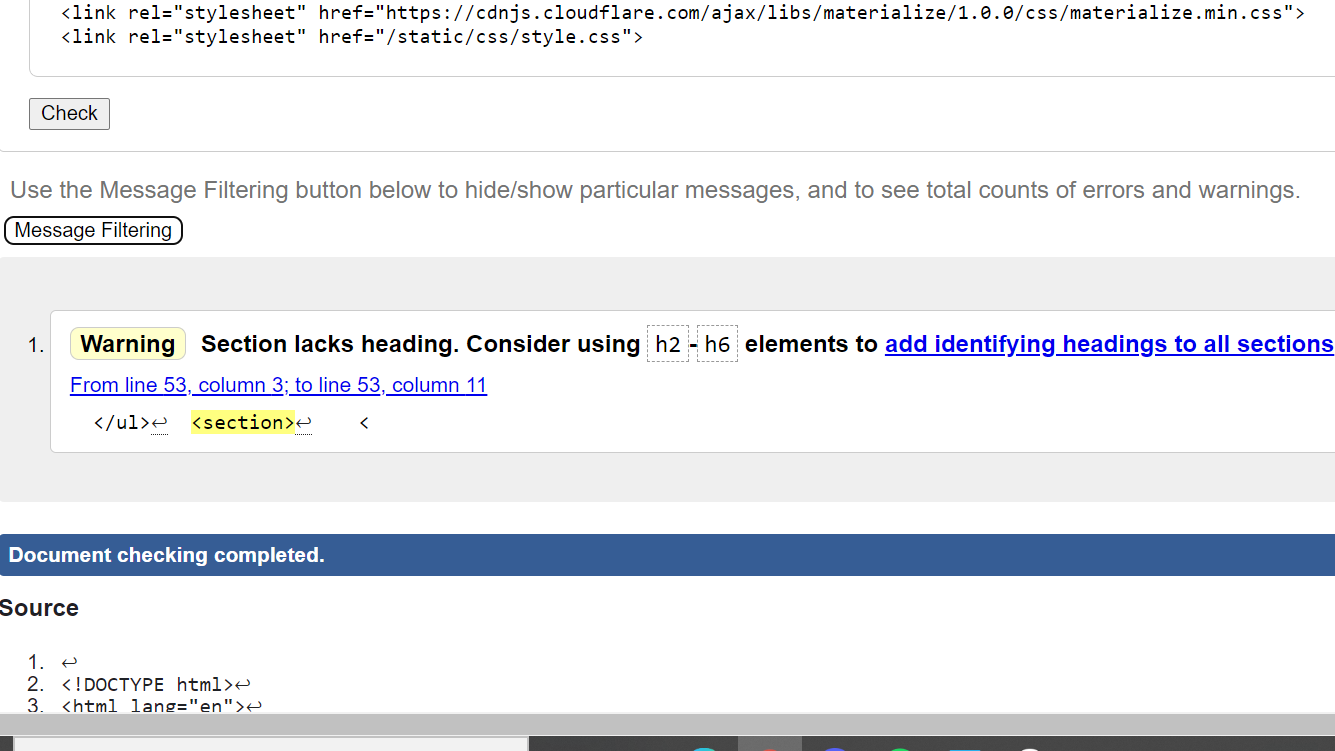 <link rel="stylesheet" href="https://cdnjs.cloudflare.com/ajax/libs/materialize/1.0.0/css/materialize.min.css">
<link rel="stylesheet" href="/static/css/style.css">
Check
Use the Message Filtering button below to hide/show particular messages, and to see total counts of errors and warnings.
Message Filtering
1. Warning Section lacks heading. Consider using h2-h6 elements to add identifying headings to all sections
From line 53, column 3; to line 53, column 11
</ul>↩ <section>↩ <
Document checking completed.
Source
1. ↩
2. <!DOCTYPE html>↩
3. <html lang="en">↩